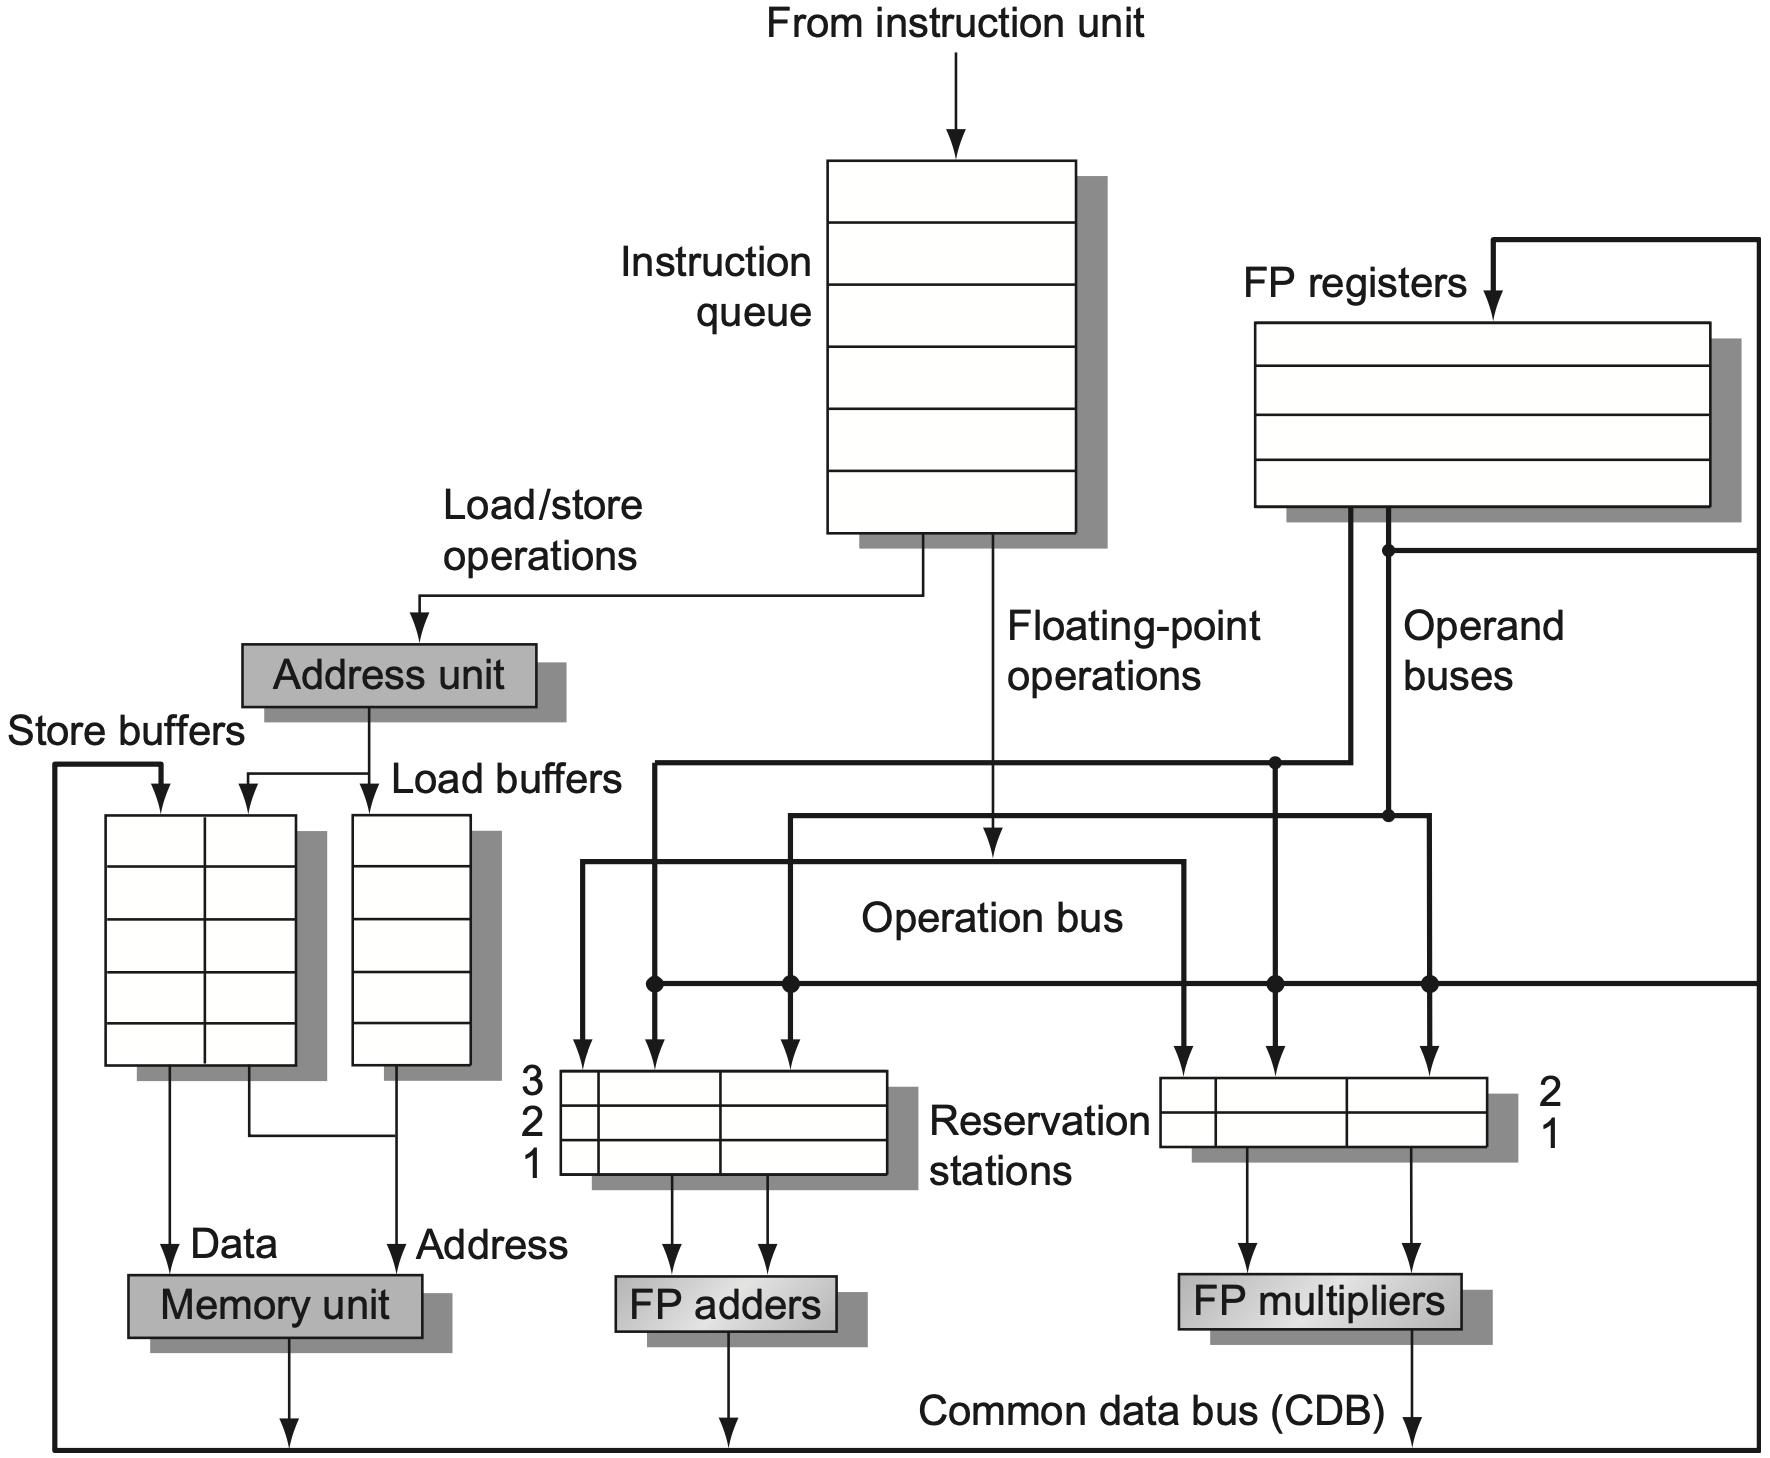 From instruction unit
Instruction
queue
FP registers
Load/store
operations
Floating-point
operations
Operand
buses
Address unit
Store buffers
Load buffers
Operation bus
3
2
1
Reservation
stations
2
1
Data
Address
Memory unit
FP adders
FP multipliers
Common data bus (CDB)